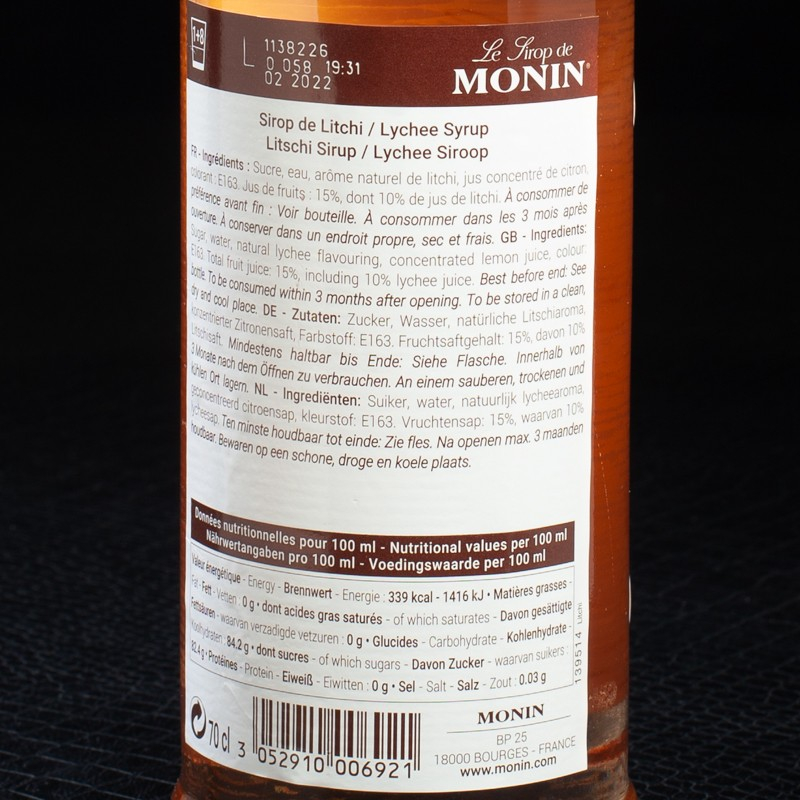 1+8
L 1138226
0 058 19:31
02 2022
Le Sirop de
MONIN®
Sirop de Litchi / Lychee Syrup
Litschi Sirup / Lychee Siroop
FR - Ingrédients : Sucre, eau, arôme naturel de litchi, jus concentré de citron,
colorant : E163. Jus de fruits : 15%, dont 10% de jus de litchi. À consommer de
préférence avant fin : Voir bouteille. À consommer dans les 3 mois après
ouverture. À conserver dans un endroit propre, sec et frais. GB - Ingredients:
Sugar, water, natural lychee flavouring, concentrated lemon juice, colour:
E163. Total fruit juice: 15%, including 10% lychee juice. Best before end: See
bottle. To be consumed within 3 months after opening. To be stored in a clean,
dry and cool place. DE - Zutaten: Zucker, Wasser, natürliche Litschiaroma,
konzentrierter Zitronensaft, Farbstoff: E163. Fruchtsaftgehalt: 15%, davon 10%
Litschisaft. Mindestens haltbar bis Ende: Siehe Flasche. Innerhalb von
3 Monate nach dem Öffnen zu verbrauchen. An einem sauberen, trockenen und
kühlen Ort lagern. NL - Ingrediënten: Suiker, water, natuurlijk lycheearoma,
geconcentreerd citroensap, kleurstof: E163. Vruchtensap: 15%, waarvan 10%
lycheesap. Ten minste houdbaar tot einde: Zie fles. Na openen max. 3 maanden
houdbaar. Bewaren op een schone, droge en koele plaats.
Données nutritionnelles pour 100 ml - Nutritional values per 100 ml
Nährwertangaben pro 100 ml - Voedingswaarde per 100 ml
Valeur énergétique - Energy - Brennwert - Energie : 339 kcal - 1416 kJ • Matières grasses -
Fat - Fett - Vetten : 0 g • dont acides gras saturés - of which saturates - Davon gesättigte
Fettsäuren - waarvan verzadigde vetzuren : 0 g • Glucides - Carbohydrate - Kohlenhydrate -
Koolhydraten : 84.2 g • dont sucres - of which sugars - Davon Zucker - waarvan suikers :
82.4 g • Protéines - Protein - Eiweiß - Eiwitten : 0 g • Sel - Salt - Salz - Zout : 0.03 g
139514 Litchi
70 cl
3 052910 006921
MONIN
BP 25
18000 BOURGES - FRANCE
www.monin.com